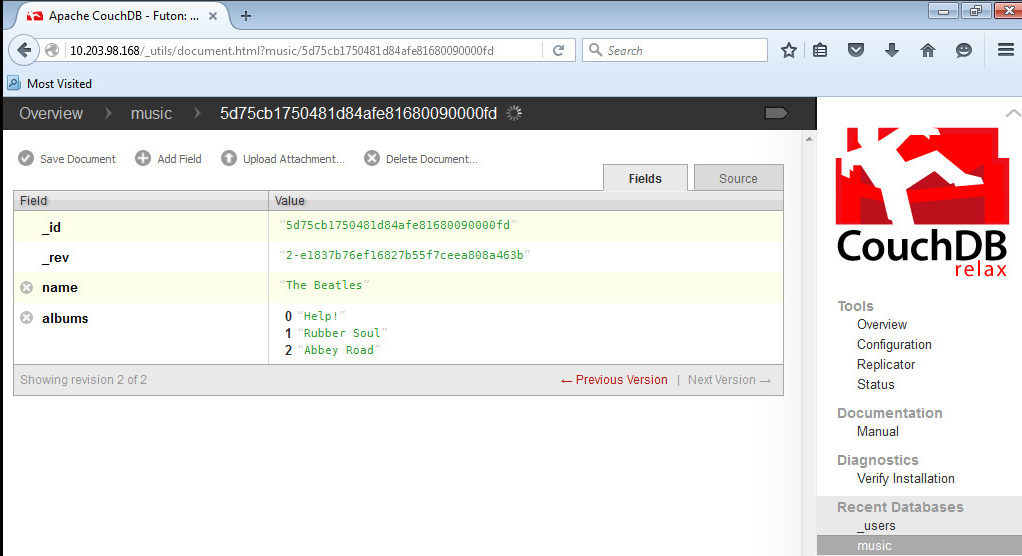 Apache CouchDB - Futon: ...
10.203.98.168/_utils/document.html?music/5d75cb1750481d84afe81680090000fd
Search
Most Visited
Overview music 5d75cb1750481d84afe81680090000fd
Save Document Add Field Upload Attachment... Delete Document...
Fields Source
Field Value
_id "5d75cb1750481d84afe81680090000fd"
_rev "2-e1837b76ef16827b55f7ceea808a463b"
name "The Beatles"
albums 0 "Help!"
1 "Rubber Soul"
2 "Abbey Road"
Showing revision 2 of 2 ← Previous Version | Next Version →
CouchDB
relax
Tools
Overview
Configuration
Replicator
Status
Documentation
Manual
Diagnostics
Verify Installation
Recent Databases
_users
music